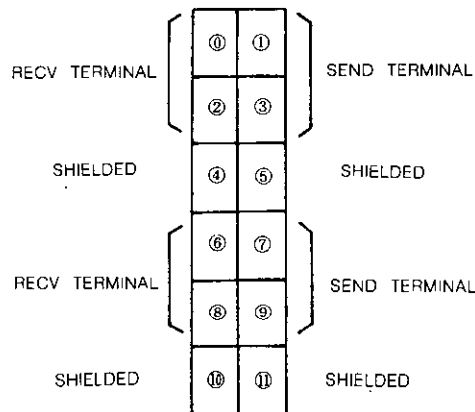 ⓪ ①
RECV TERMINAL SEND TERMINAL
② ③
SHIELDED ④ ⑤ SHIELDED
⑥ ⑦
RECV TERMINAL SEND TERMINAL
⑧ ⑨
SHIELDED ⑩ ⑪ SHIELDED